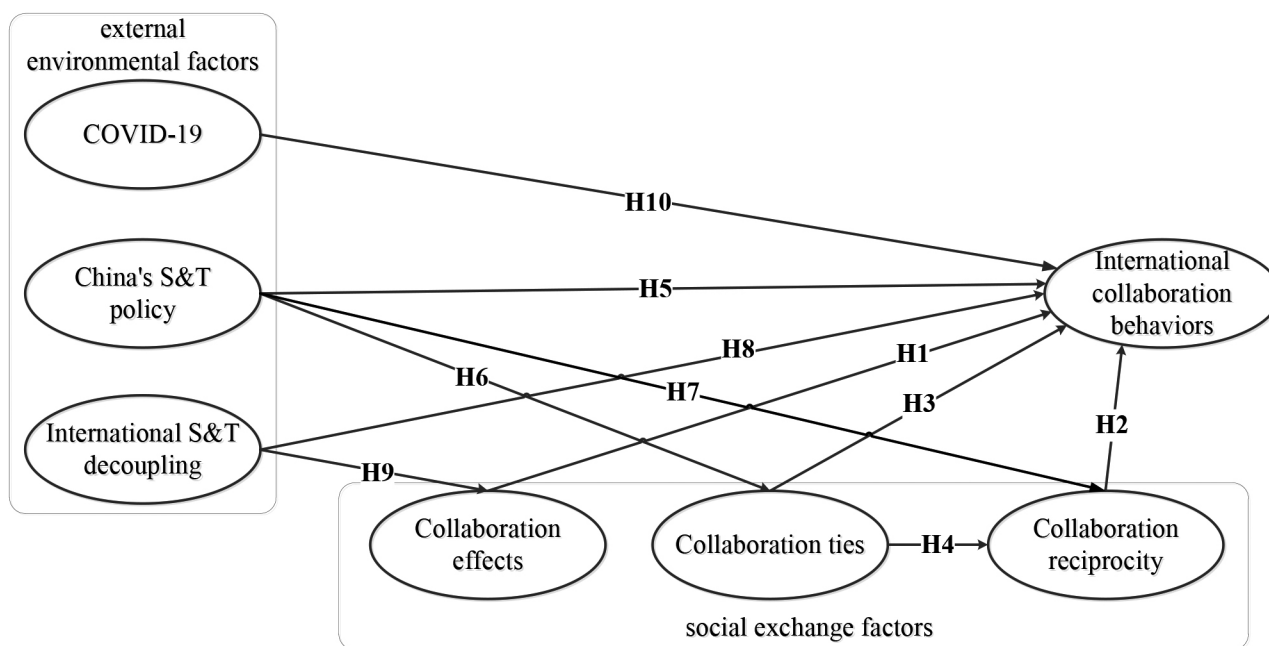 external
environmental factors
COVID-19
H10
China's S&T
policy
H5
International
collaboration
behaviors
H8
H1
H6
H7
H3
H2
International S&T
decoupling
H9
Collaboration
effects
Collaboration ties
H4
Collaboration
reciprocity
social exchange factors